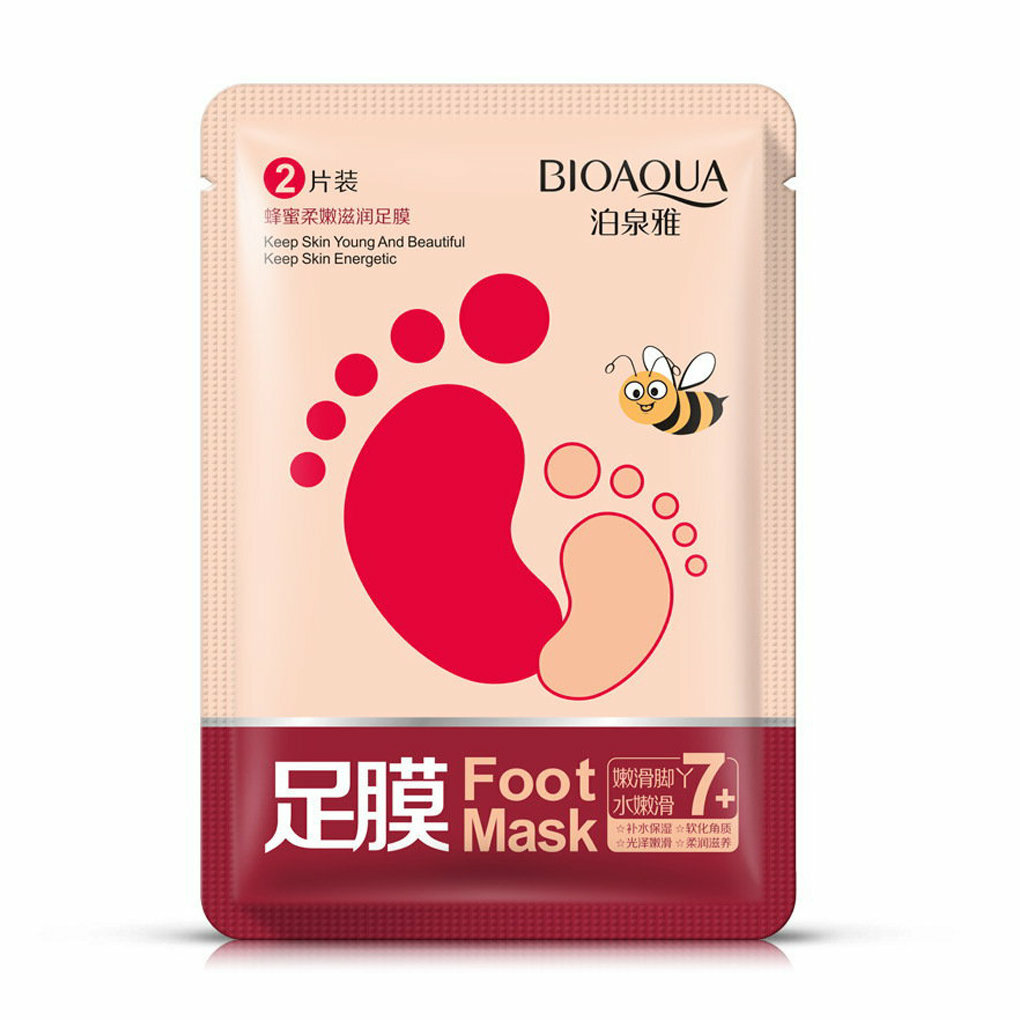 2片装
蜂蜜柔嫩滋润足膜
Keep Skin Young And Beautiful
Keep Skin Energetic
BIOAQUA
泊泉雅
足膜
Foot
Mask
嫩滑脚丫
水嫩滑
7+
☆补水保湿 ☆软化角质
☆光泽嫩滑 ☆柔润滋养